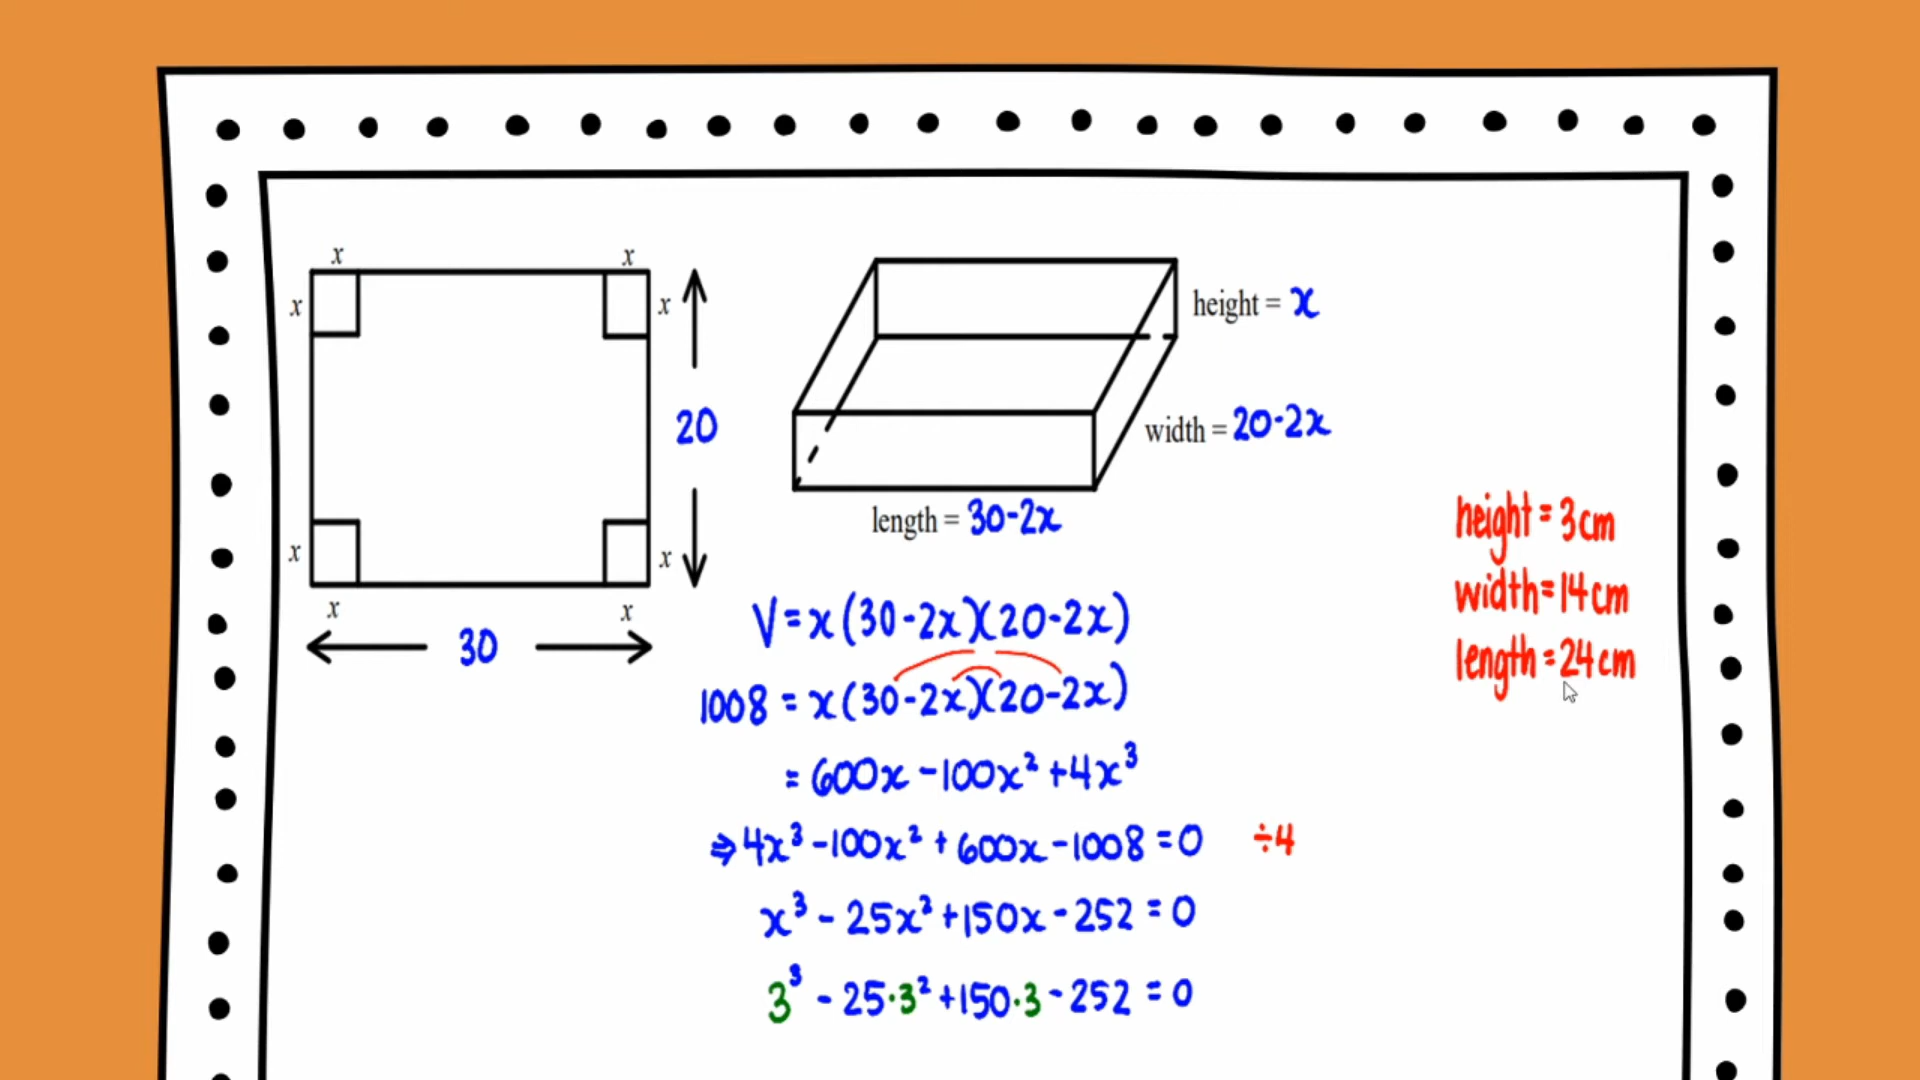 x
x
x
x
20
x
x
x
x
30
height = x
width = 20-2x
length = 30-2x
V = x(30-2x)(20-2x)
1008 = x(30-2x)(20-2x)
= 600x - 100x² + 4x³
⇒ 4x³ - 100x² + 600x - 1008 = 0 ÷4
x³ - 25x² + 150x - 252 = 0
3³ - 25·3² + 150·3 - 252 = 0
height = 3cm
width = 14cm
length = 24cm